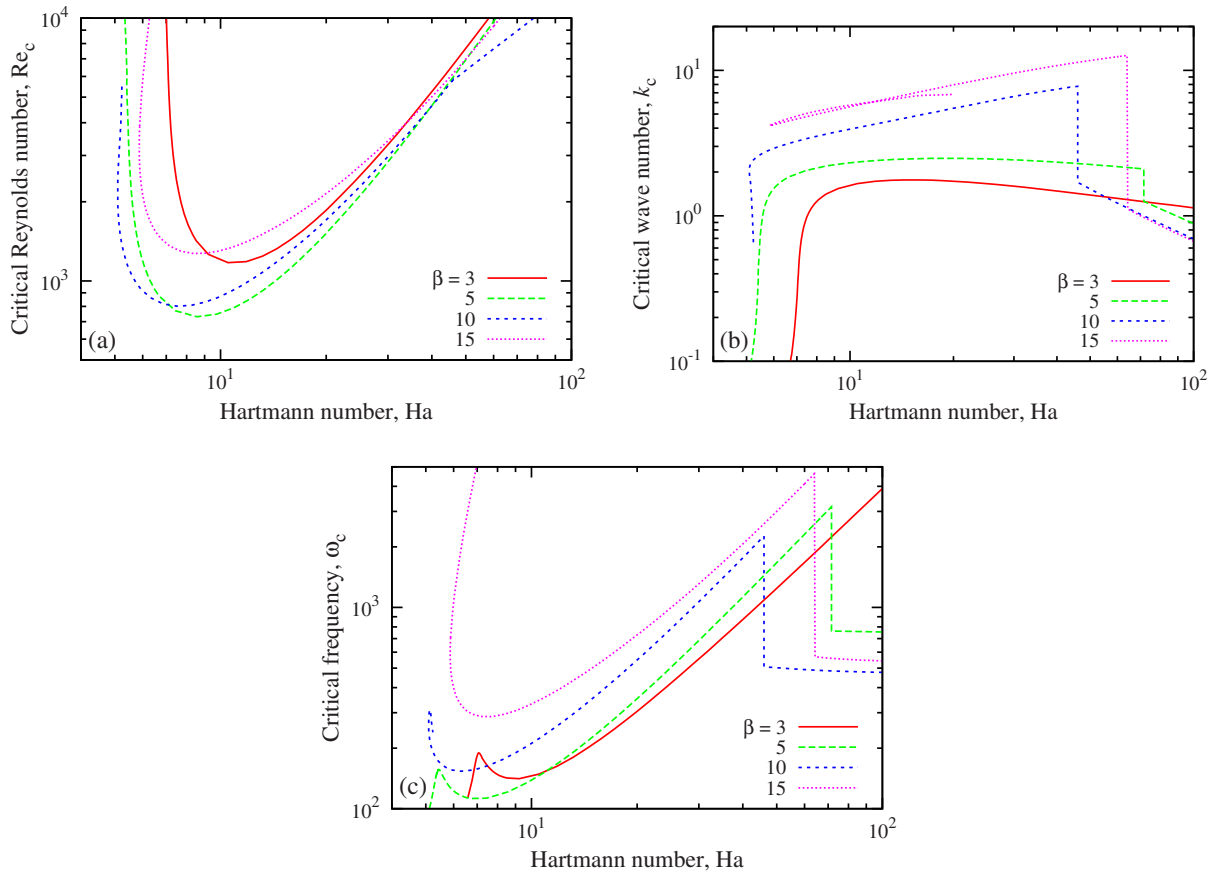 10^4
10^3
Critical Reynolds number, Re_c
(a)
β = 3
5
10
15
10^1
10^2
Hartmann number, Ha
10^2
10^1
10^0
10^-1
Critical wave number, k_c
(b)
β = 3
5
10
15
10^1
10^2
Hartmann number, Ha
10^3
10^2
Critical frequency, ω_c
(c)
β = 3
5
10
15
10^1
10^2
Hartmann number, Ha